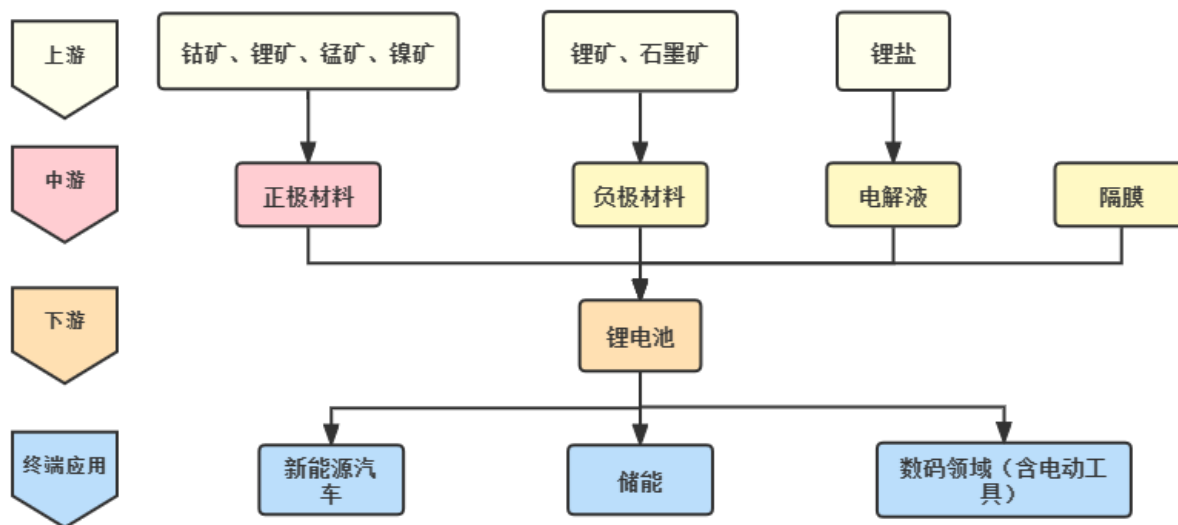 上游
钴矿、锂矿、锰矿、镍矿
锂矿、石墨矿
锂盐
中游
正极材料
负极材料
电解液
隔膜
下游
锂电池
终端应用
新能源汽
车
储能
数码领域（含电动工
具）